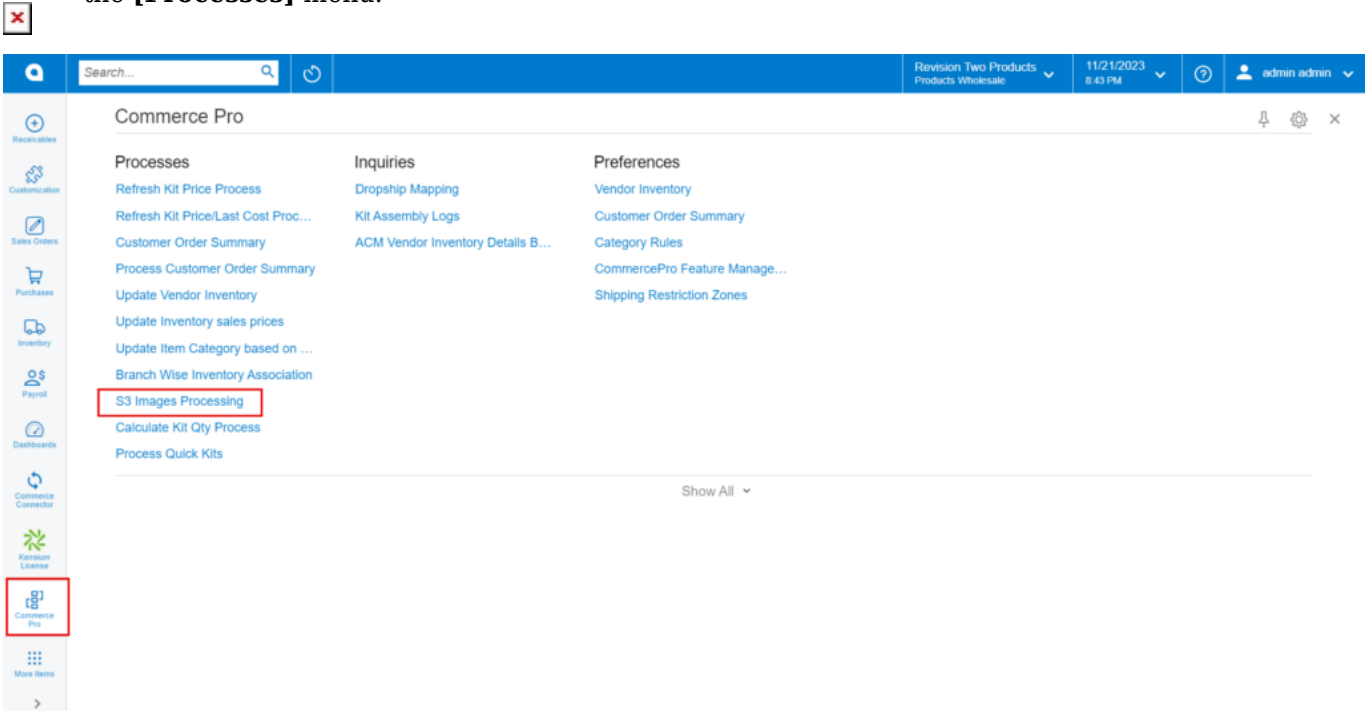 the [Processes] menu.
Search...
Revision Two Products
Products Wholesale
11/21/2023
8:43 PM
admin admin
Receivables
Customization
Sales Orders
Purchases
Inventory
Payroll
Dashboards
Commerce
Connector
Kensium
License
Commerce
Pro
More Items
Commerce Pro
Processes
Refresh Kit Price Process
Refresh Kit Price/Last Cost Proc...
Customer Order Summary
Process Customer Order Summary
Update Vendor Inventory
Update Inventory sales prices
Update Item Category based on ...
Branch Wise Inventory Association
S3 Images Processing
Calculate Kit Qty Process
Process Quick Kits
Inquiries
Dropship Mapping
Kit Assembly Logs
ACM Vendor Inventory Details B...
Preferences
Vendor Inventory
Customer Order Summary
Category Rules
CommercePro Feature Manage...
Shipping Restriction Zones
Show All